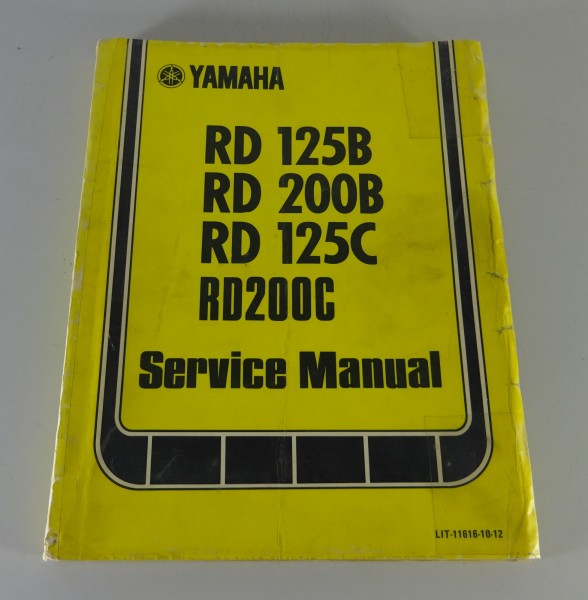 YAMAHA
RD 125B
RD 200B
RD 125C
RD200C
Service Manual
LIT-11616-10-12